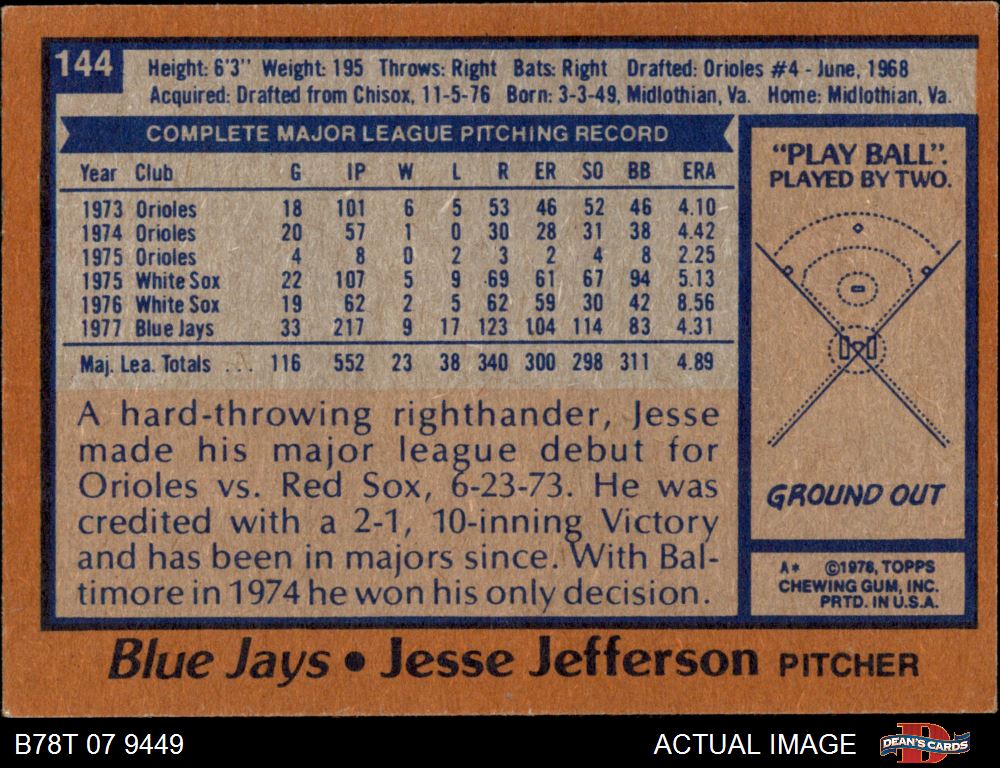 144
Height: 6'3" Weight: 195 Throws: Right Bats: Right Drafted: Orioles #4 - June, 1968
Acquired: Drafted from Chisox, 11-5-76 Born: 3-3-49, Midlothian, Va. Home: Midlothian, Va.
COMPLETE MAJOR LEAGUE PITCHING RECORD
Year Club G IP W L R ER SO BB ERA
1973 Orioles 18 101 6 5 53 46 52 46 4.10
1974 Orioles 20 57 1 0 30 28 31 38 4.42
1975 Orioles 4 8 0 2 3 2 4 8 2.25
1975 White Sox 22 107 5 9 69 61 67 94 5.13
1976 White Sox 19 62 2 5 62 59 30 42 8.56
1977 Blue Jays 33 217 9 17 123 104 114 83 4.31
Maj. Lea. Totals ... 116 552 23 38 340 300 298 311 4.89
A hard-throwing righthander, Jesse
made his major league debut for
Orioles vs. Red Sox, 6-23-73. He was
credited with a 2-1, 10-inning Victory
and has been in majors since. With Bal-
timore in 1974 he won his only decision.
"PLAY BALL".
PLAYED BY TWO.
GROUND OUT
A* ©1978, TOPPS
CHEWING GUM, INC.
PRTD. IN U.S.A.
Blue Jays • Jesse Jefferson PITCHER
B78T 07 9449
ACTUAL IMAGE
DEAN'S CARDS